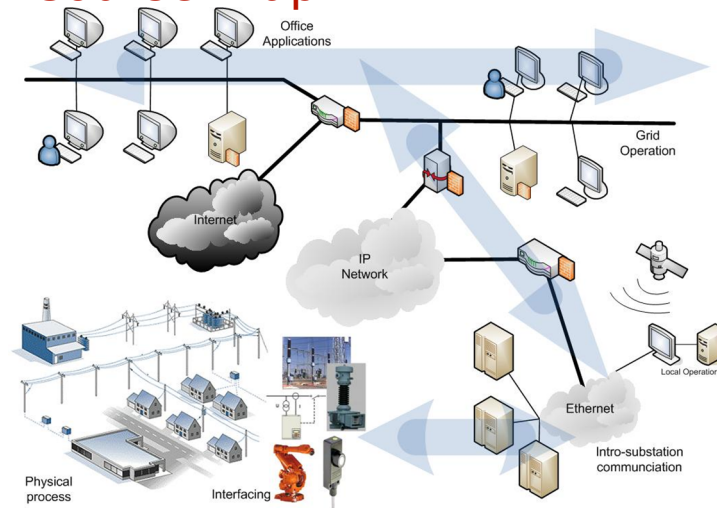 Office
Applications
Grid
Operation
Internet
IP
Network
Local Operation
Ethernet
Intro-substation
communciation
Physical
process
Interfacing